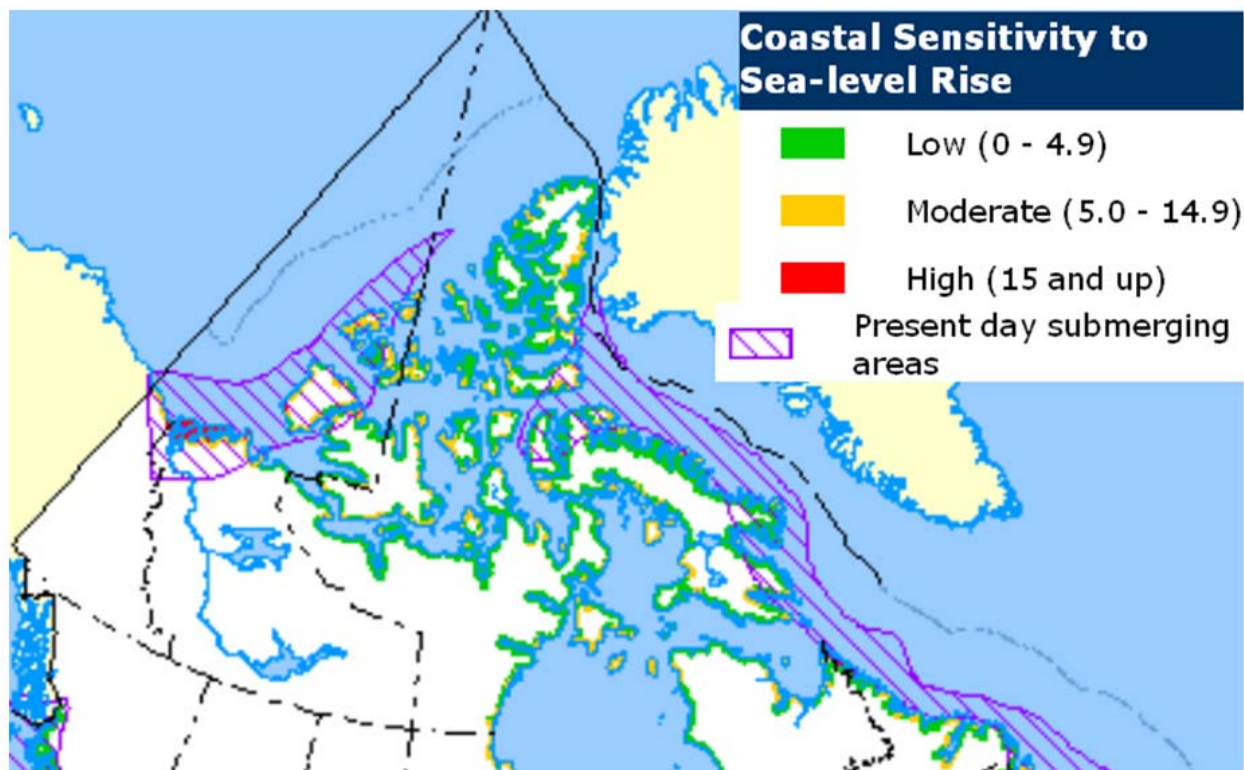 Coastal Sensitivity to
Sea-level Rise
Low (0 - 4.9)
Moderate (5.0 - 14.9)
High (15 and up)
Present day submerging
areas